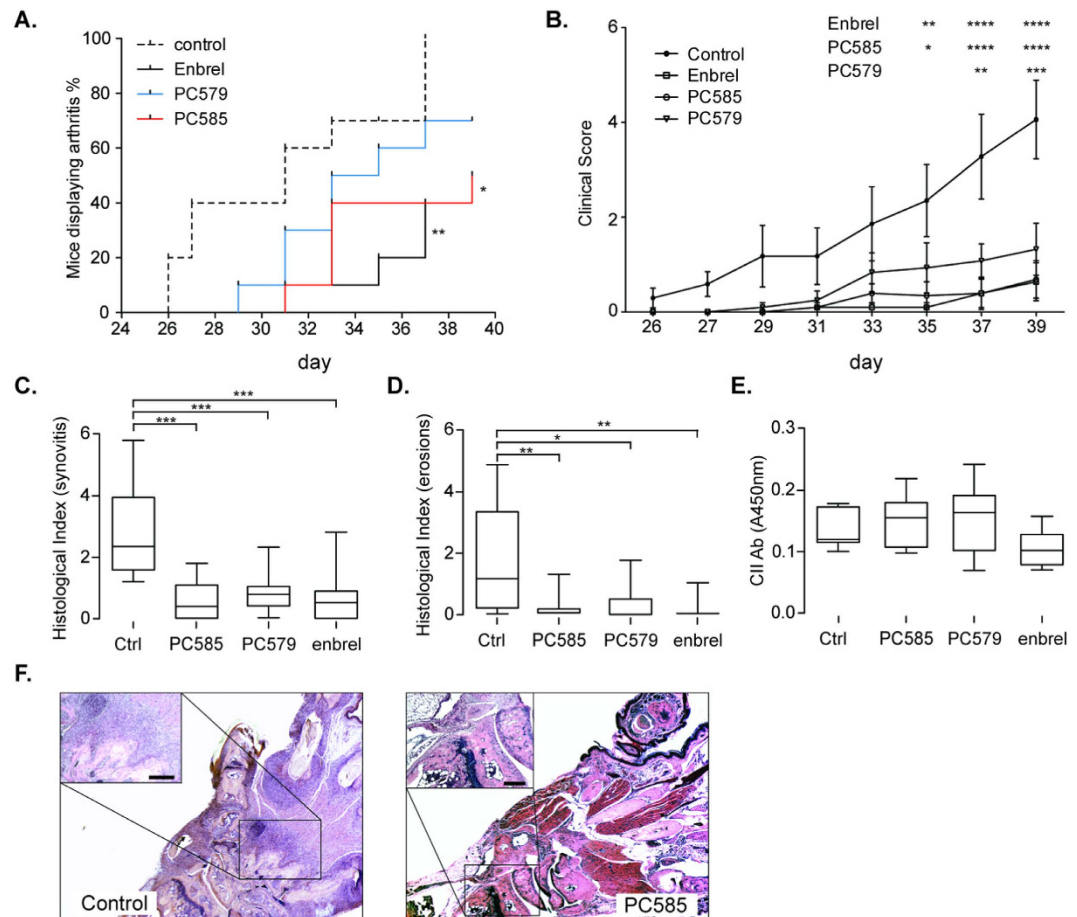 A.
100
80
60
40
20
0
Mice displaying arthritis %
control
Enbrel
PC579
PC585
*
**
24 26 28 30 32 34 36 38 40
day
B.
Enbrel ** **** ****
PC585 * **** ****
PC579 ** ***
6
4
2
0
Clinical Score
Control
Enbrel
PC585
PC579
26 27 29 31 33 35 37 39
day
C.
***
***
***
6
4
2
0
Histological Index (synovitis)
Ctrl PC585 PC579 enbrel
D.
**
*
**
6
4
2
0
Histological Index (erosions)
Ctrl PC585 PC579 enbrel
E.
0.3
0.2
0.1
0.0
CII Ab (A450nm)
Ctrl PC585 PC579 enbrel
F.
Control
PC585